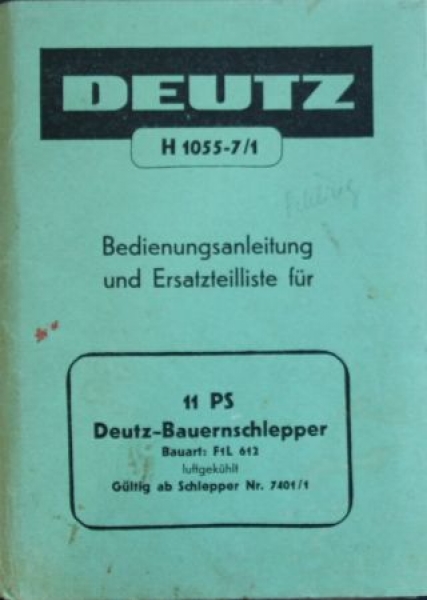 DEUTZ
H 1055-7/1
Bedienungsanleitung
und Ersatzteilliste für
11 PS
Deutz-Bauernschlepper
Bauart: F1L 612
luftgekühlt
Gültig ab Schlepper Nr. 7401/1